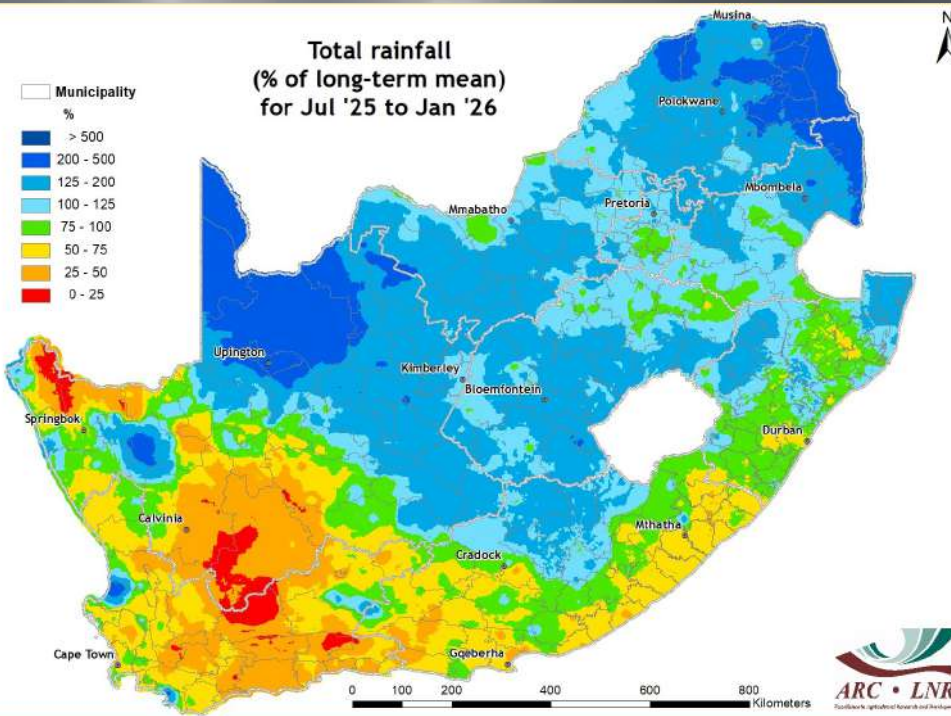 Total rainfall
(% of long-term mean)
for Jul '25 to Jan '26
N
Municipality
%
> 500
200 - 500
125 - 200
100 - 125
75 - 100
50 - 75
25 - 50
0 - 25
Musina
Polokwane
Mbombela
Pretoria
Mmabatho
Upington
Kimberley
Bloemfontein
Springbok
Durban
Calvinia
Mthatha
Cradock
Cape Town
Gqeberha
0 100 200 400 600 800
Kilometers
ARC • LNR